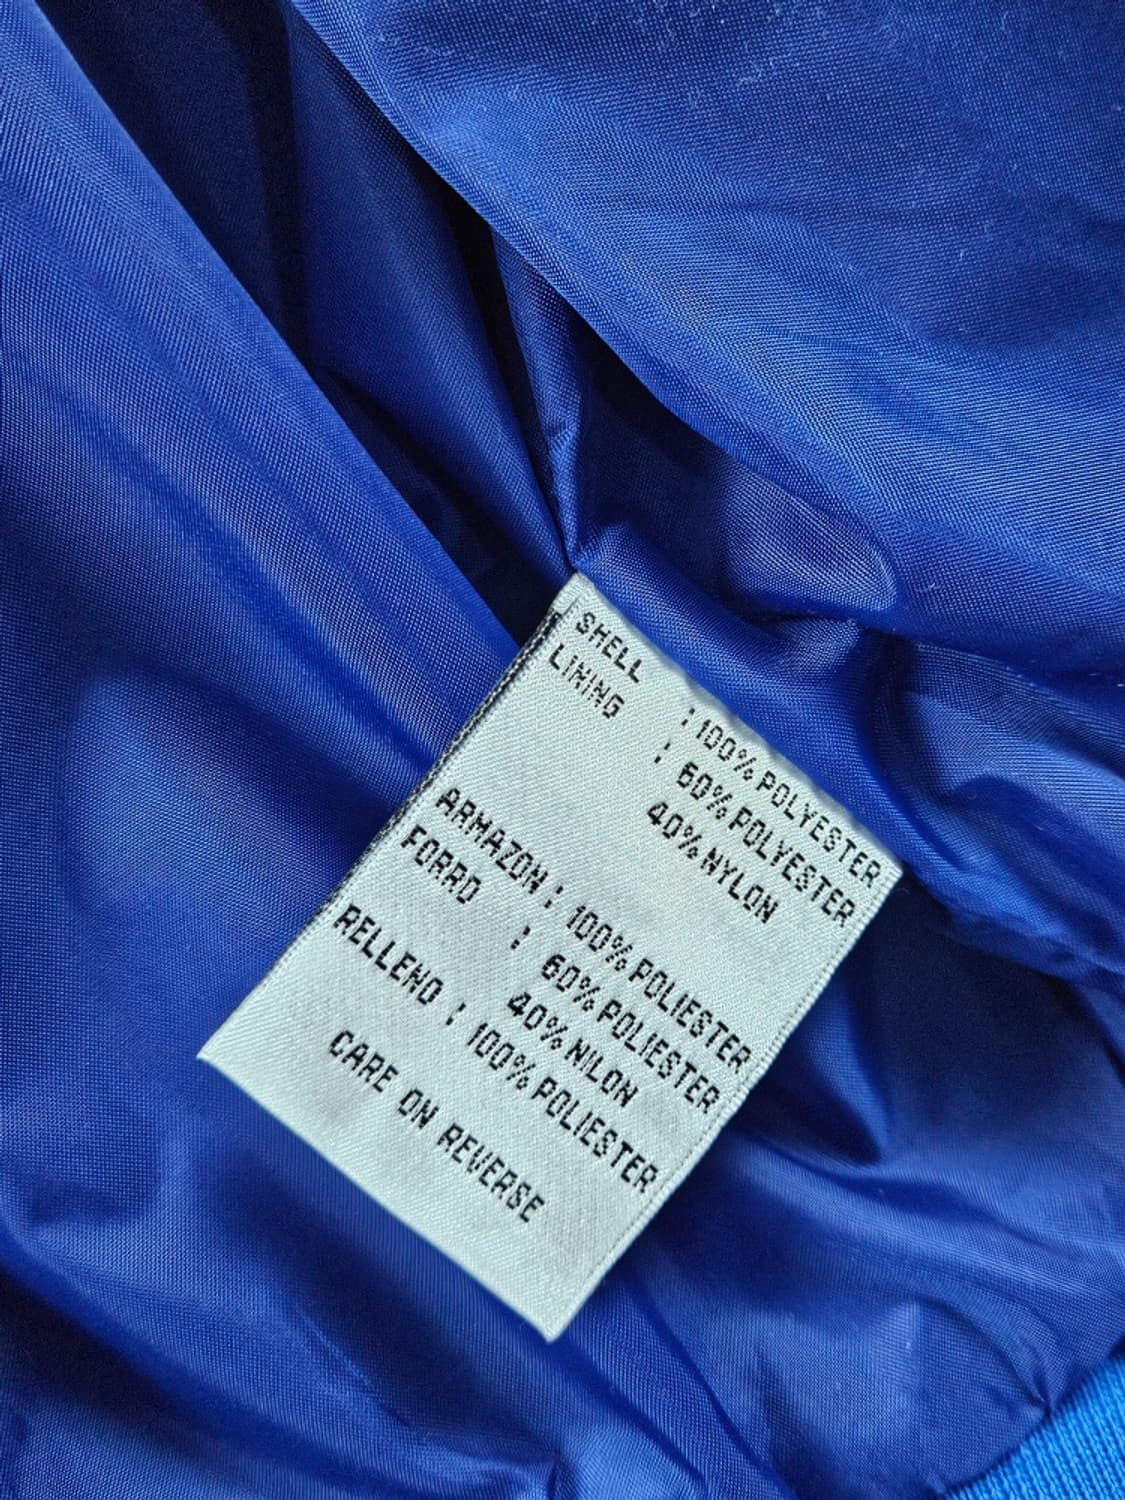 SHELL : 100% POLYESTER
LINING : 60% POLYESTER
40% NYLON
ARMAZON : 100% POLIESTER
FORRO : 60% POLIESTER
40% NILON
RELLENO : 100% POLIESTER
CARE ON REVERSE